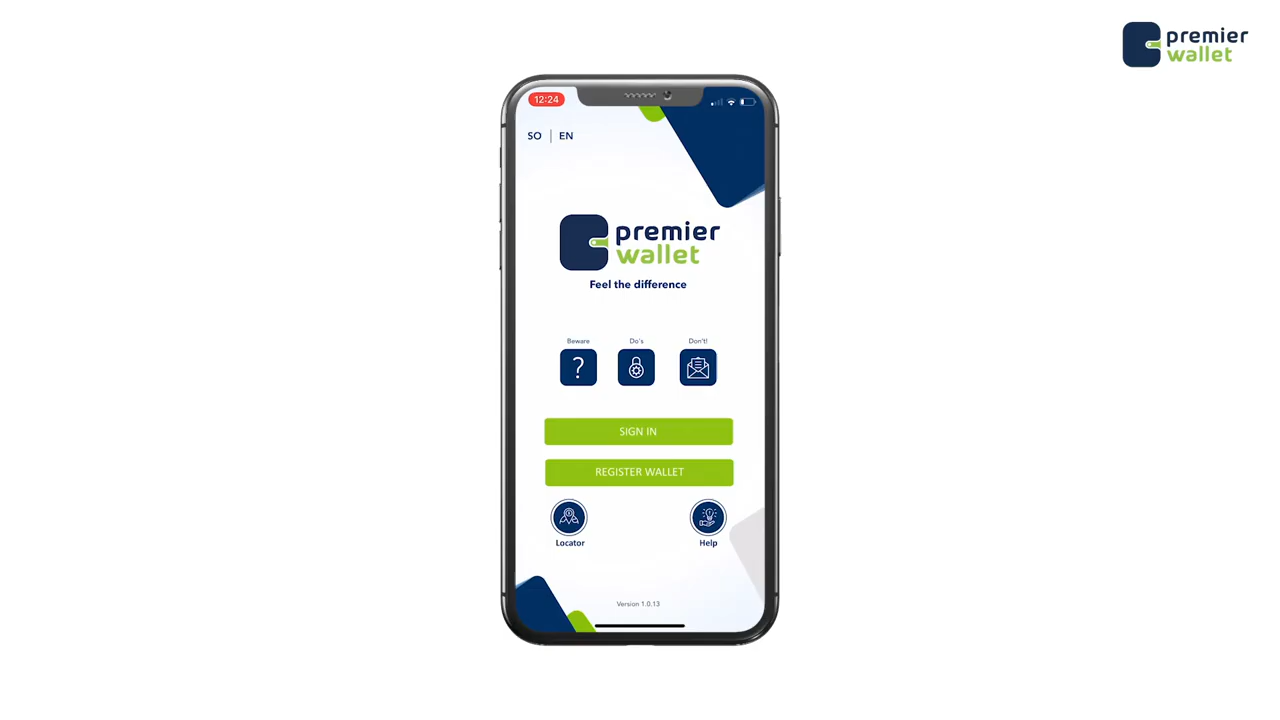 premier
wallet
12:24
SO | EN
premier
wallet
Feel the difference
Beware Do's Don't!
?
SIGN IN
REGISTER WALLET
Locator Help
Version 1.0.13